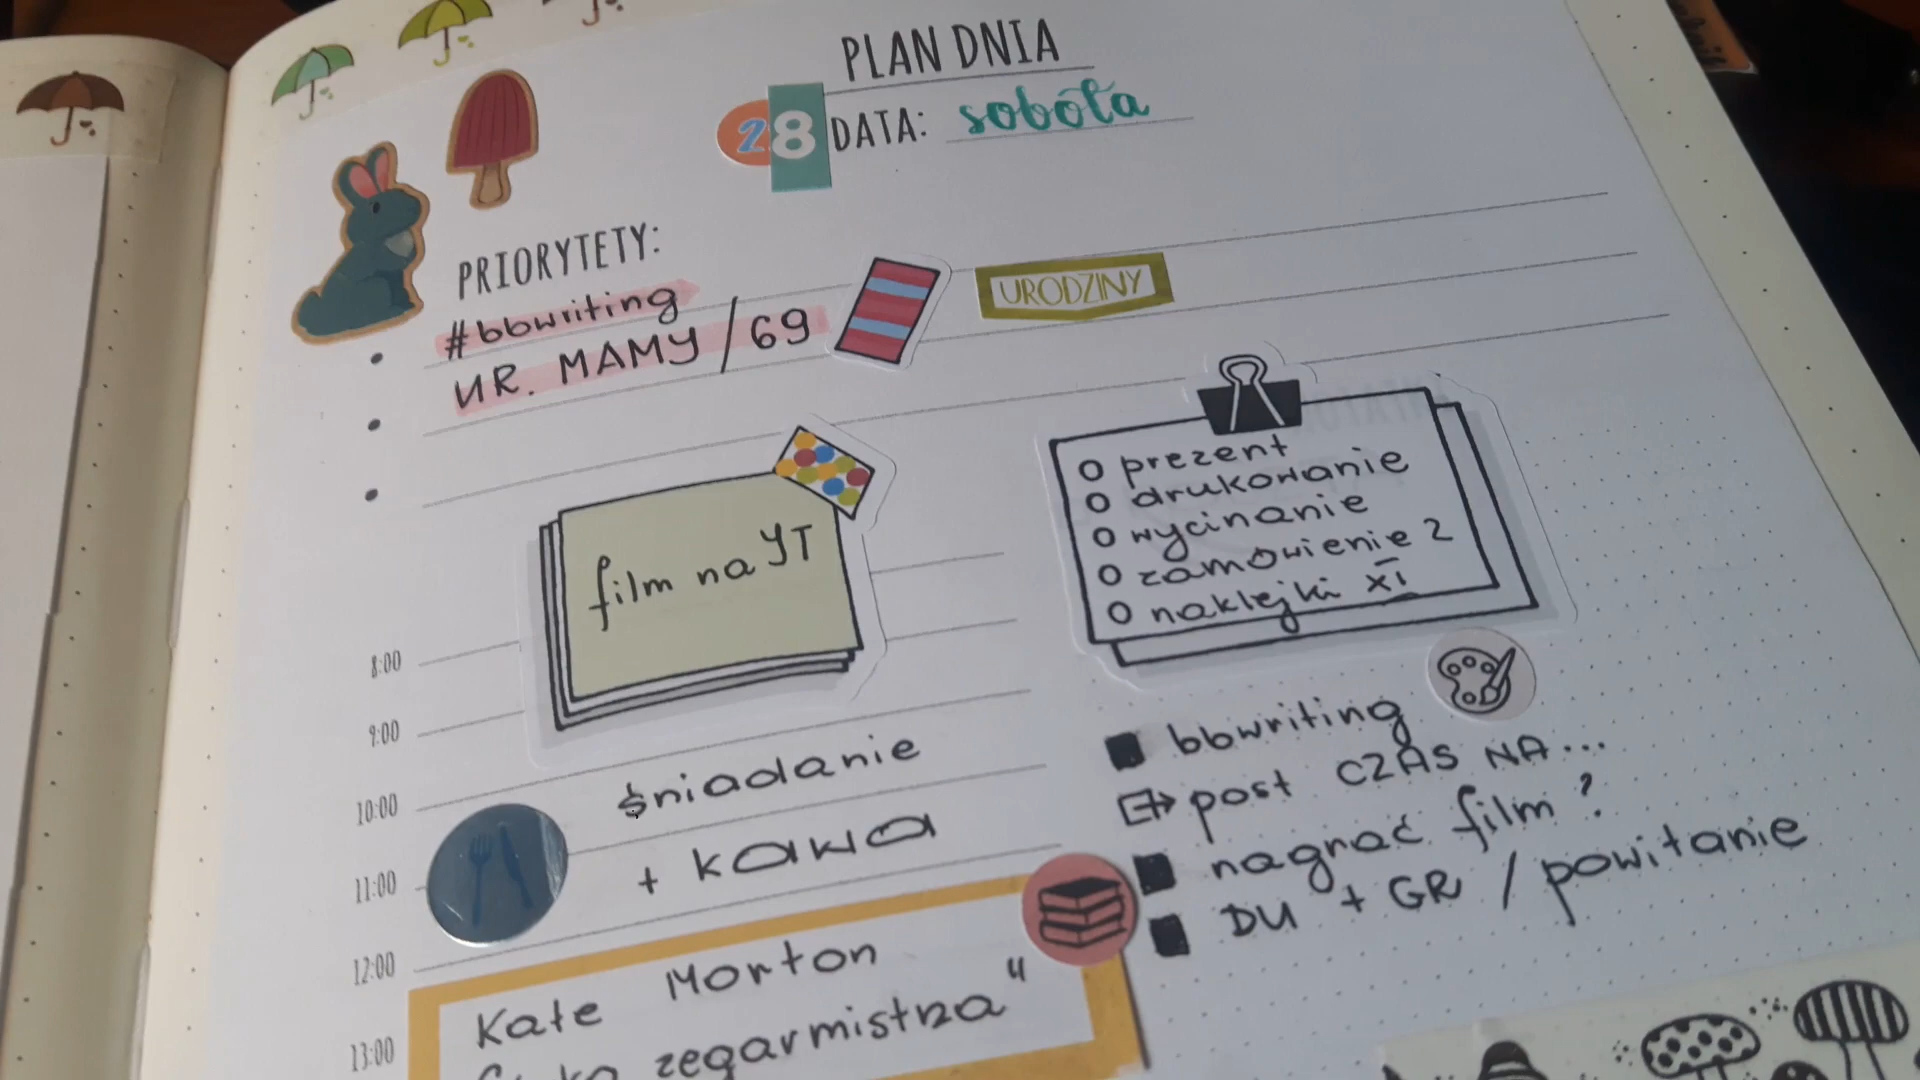 PLAN DNIA
28 DATA: sobota
PRIORYTETY:
#bbwriting
UR. MAMY / 69
URODZINY
film na YT
prezent
drukowanie
wycinanie
zamowienie 2
naklejki XI
8:00
9:00
10:00
11:00
12:00
13:00
śniadanie
+ kawa
bbwriting
post CZAS NA...
nagrać film?
DU + GR / powitanie
Kate Morton
zegarmistrza"